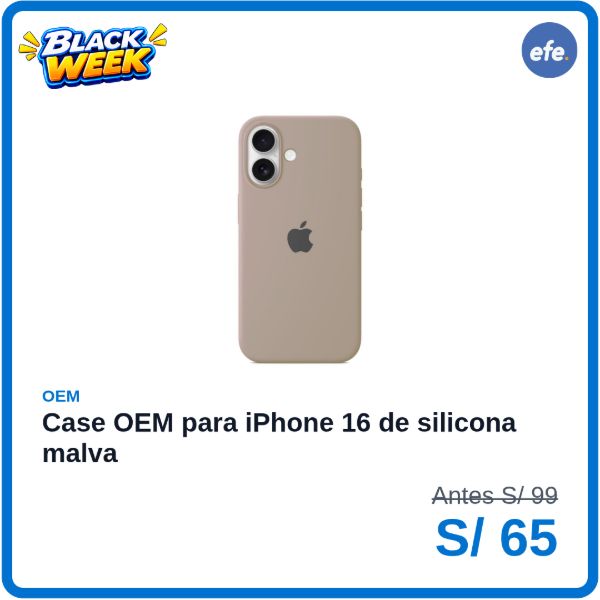 BLACK
WEEK
efe.
OEM
Case OEM para iPhone 16 de silicona
malva
Antes S/ 99
S/ 65